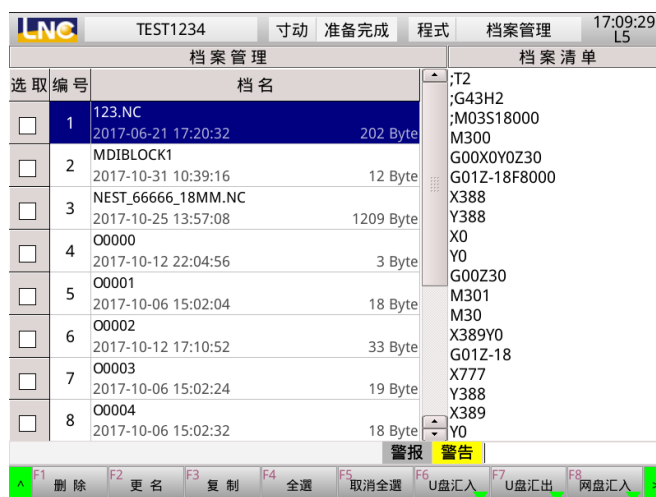 LNC TEST1234 寸动 准备完成 程式 档案管理 17:09:29
L5
档案管理 档案清单
选取 编号 档名
1 123.NC
2017-06-21 17:20:32 202 Byte
2 MDIBLOCK1
2017-10-31 10:39:16 12 Byte
3 NEST_66666_18MM.NC
2017-10-25 13:57:08 1209 Byte
4 O0000
2017-10-12 22:04:56 3 Byte
5 O0001
2017-10-06 15:02:04 18 Byte
6 O0002
2017-10-12 17:10:52 33 Byte
7 O0003
2017-10-06 15:02:24 19 Byte
8 O0004
2017-10-06 15:02:32 18 Byte
;T2
;G43H2
;M03S18000
M300
G00X0Y0Z30
G01Z-18F8000
X388
Y388
X0
Y0
G00Z30
M301
M30
X389Y0
G01Z-18
X777
Y388
X389
Y0
警报 警告
^ F1 删除 F2 更名 F3 复制 F4 全選 F5 取消全選 F6 U盘汇入 F7 U盘汇出 F8 网盘汇入 >